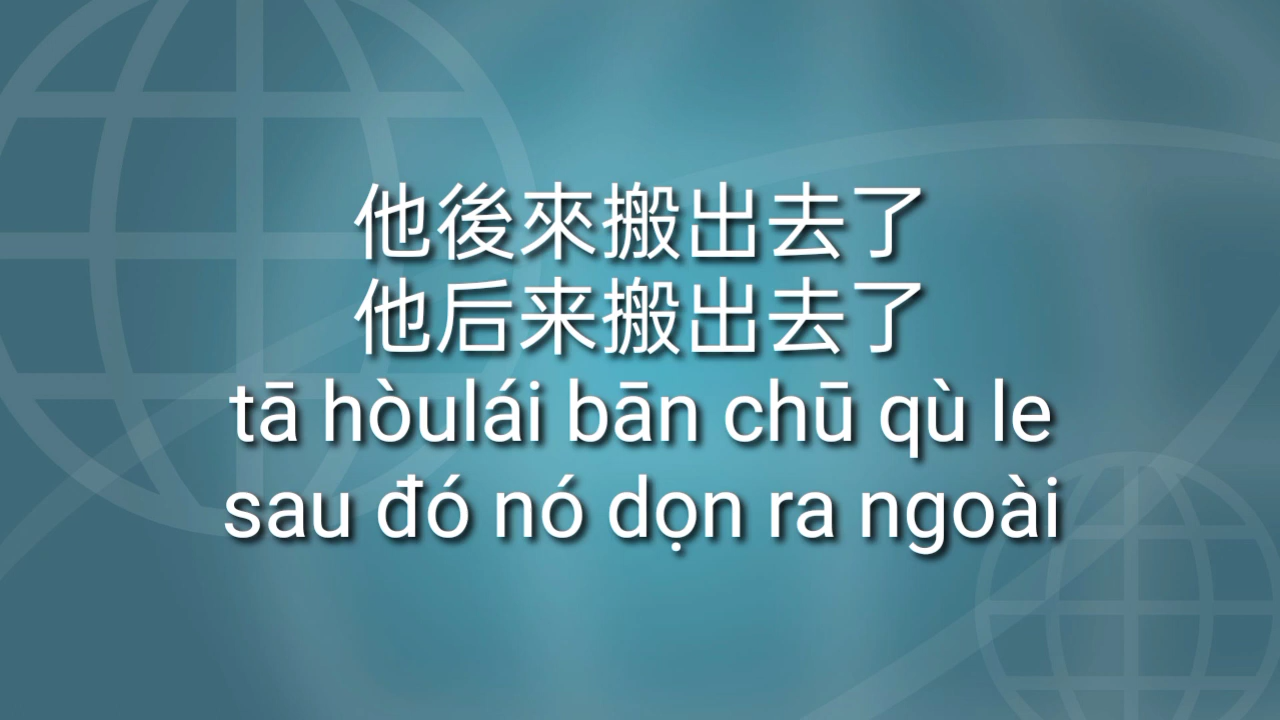 他後來搬出去了
他后来搬出去了
tā hòulái bān chū qù le
sau đó nó dọn ra ngoài